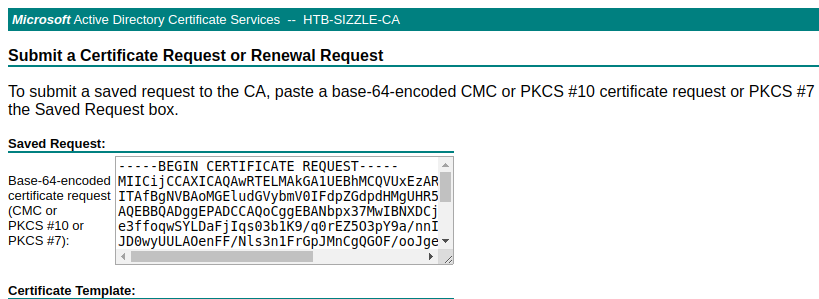 Microsoft Active Directory Certificate Services -- HTB-SIZZLE-CA
Submit a Certificate Request or Renewal Request
To submit a saved request to the CA, paste a base-64-encoded CMC or PKCS #10 certificate request or PKCS #7
the Saved Request box.
Saved Request:
Base-64-encoded
certificate request
(CMC or
PKCS #10 or
PKCS #7):
-----BEGIN CERTIFICATE REQUEST-----
MIICijCCAXICAQAwRTELMAkGA1UEBhMCQVUxEzAR
ITAfBgNVBAoMGEludGVybmV0IFdpZGdpdHMgUHR5
AQEBBQADggEPADCCAQoCggEBANbpx37MwIBNXDCj
e3ffoqwSYLDaFjIqs03b1K9/q0rEZ5O3pY9a/nnI
JD0wyUULAOenFF/Nls3n1FrGpJMnCgQGOF/ooJge
Certificate Template: